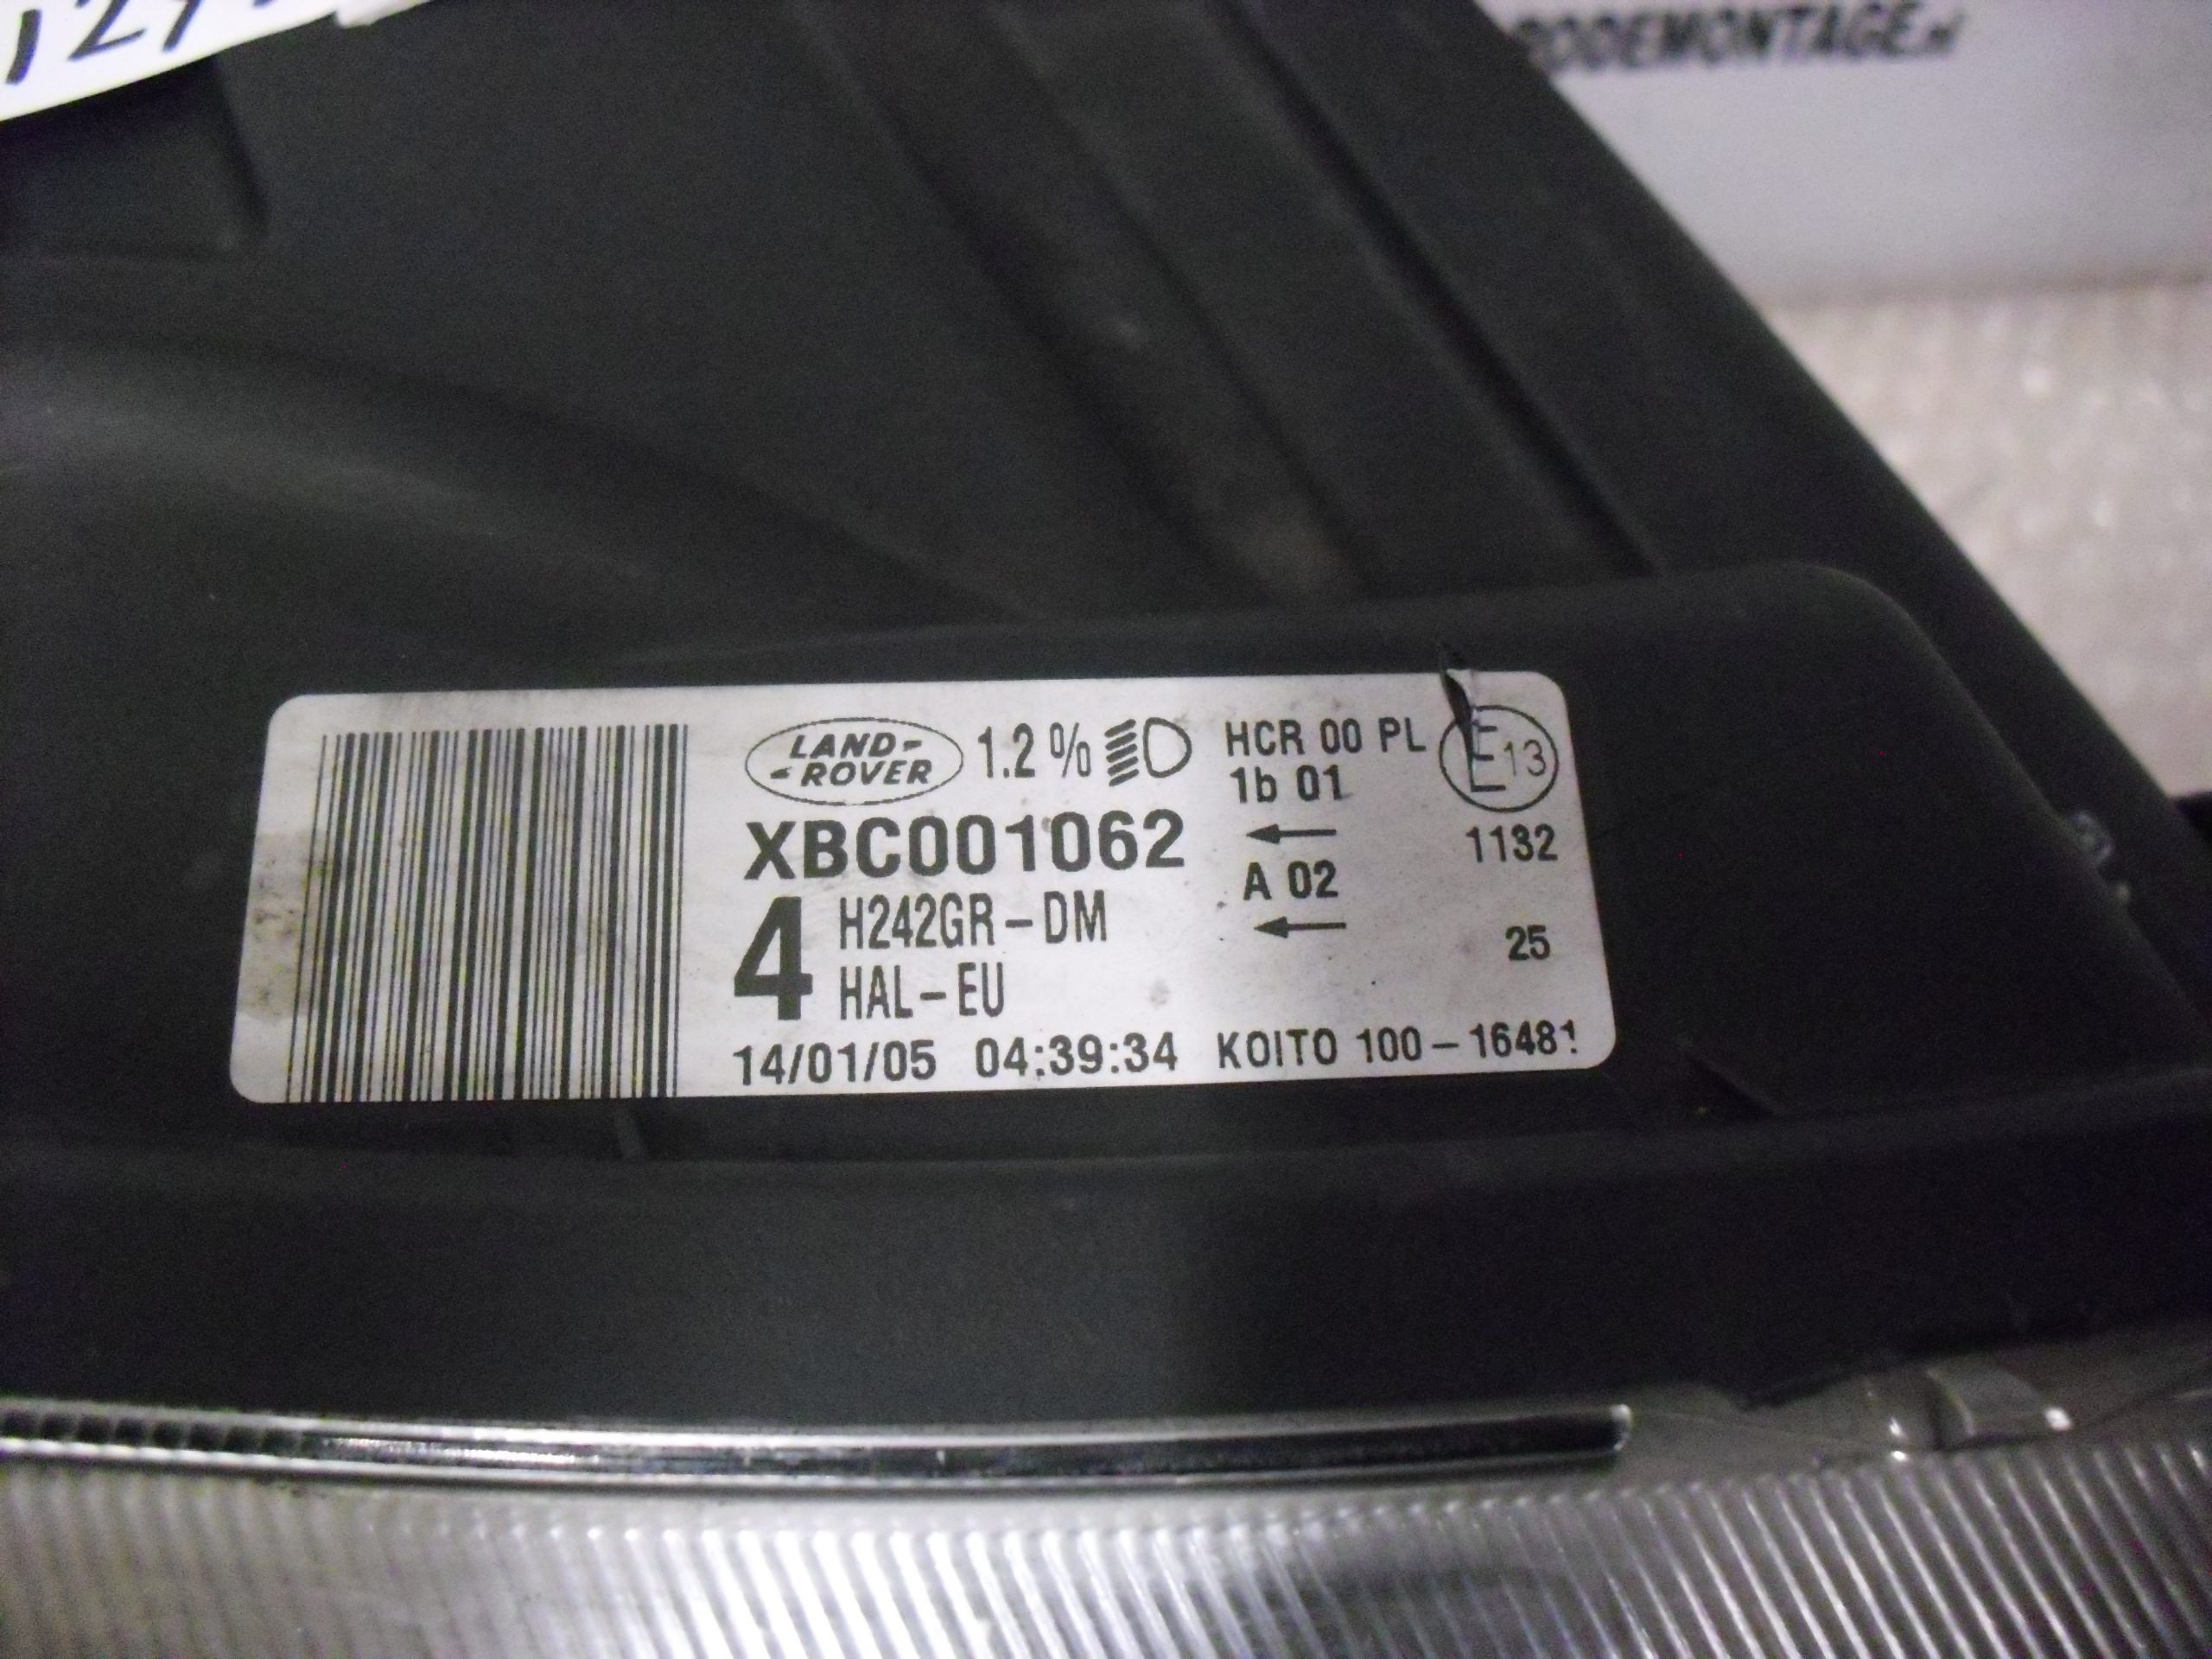 LAND-
ROVER
1.2 %
HCR 00 PL
E13
1b 01
XBC001062
1132
A 02
4
H242GR-DM
25
HAL-EU
14/01/05 04:39:34 KOITO 100-16481